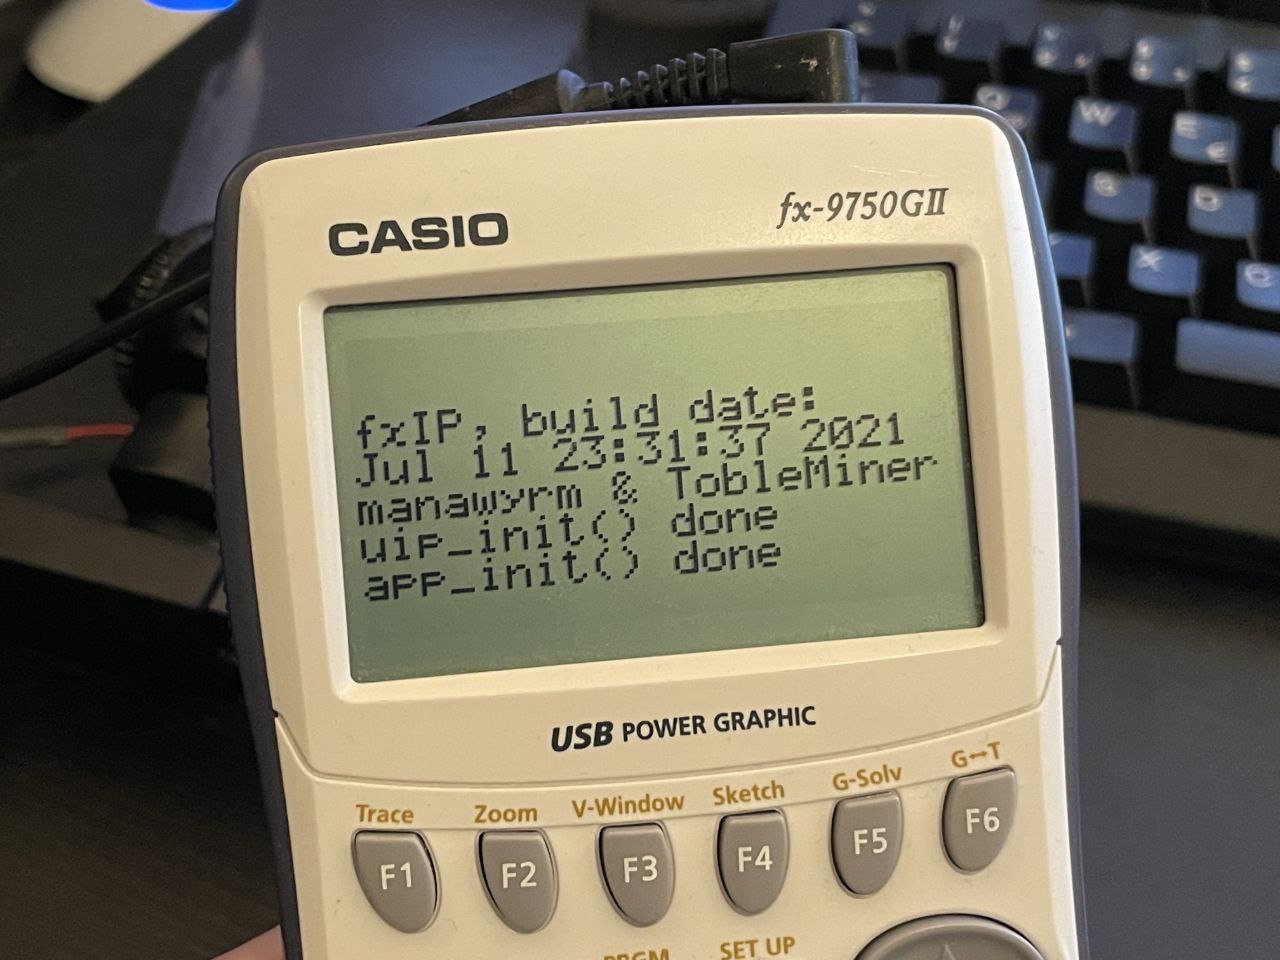 CASIO
fx-9750GII
fxIP, build date:
Jul 11 23:31:37 2021
manawyrm & TobleMiner
uip_init() done
app_init() done
USB POWER GRAPHIC
Trace Zoom V-Window Sketch G-Solv G↔T
F1 F2 F3 F4 F5 F6
PRGM SET UP
W
E
D
X
C